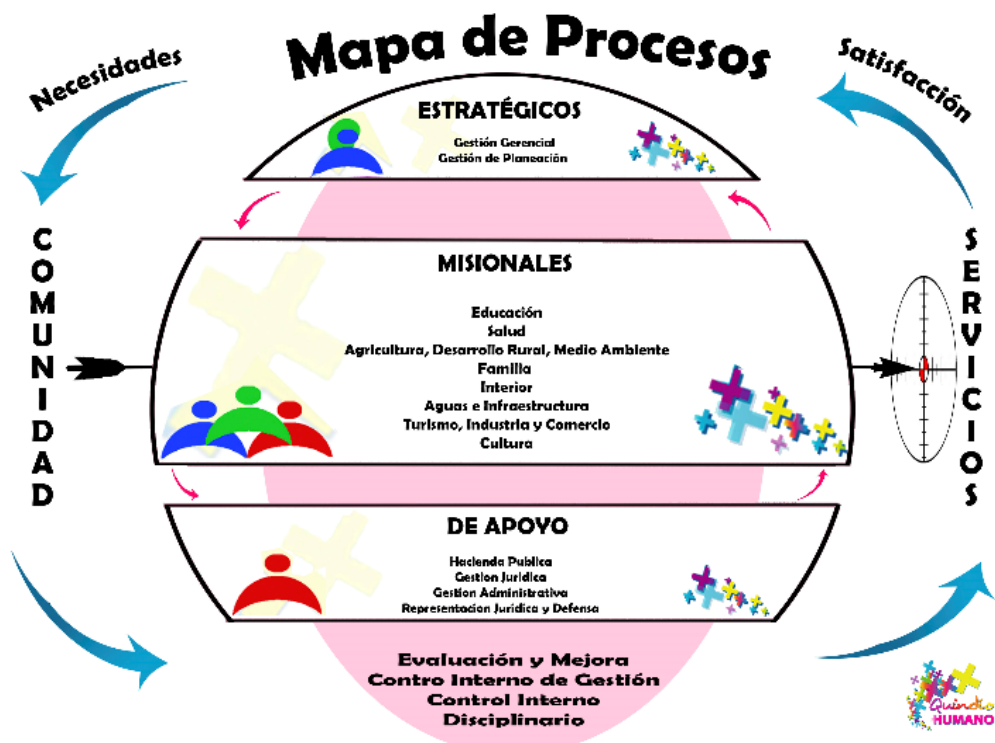 Mapa de Procesos
Necesidades
Satisfacción
ESTRATÉGICOS
Gestión Gerencial
Gestión de Planeación
COMUNIDAD
SERVICIOS
MISIONALES
Educación
Salud
Agricultura, Desarrollo Rural, Medio Ambiente
Familia
Interior
Aguas e Infraestructura
Turismo, Industria y Comercio
Cultura
DE APOYO
Hacienda Publica
Gestion Juridica
Gestion Administrativa
Representacion Juridica y Defensa
Evaluación y Mejora
Contro Interno de Gestión
Control Interno
Disciplinario
Quindío
HUMANO